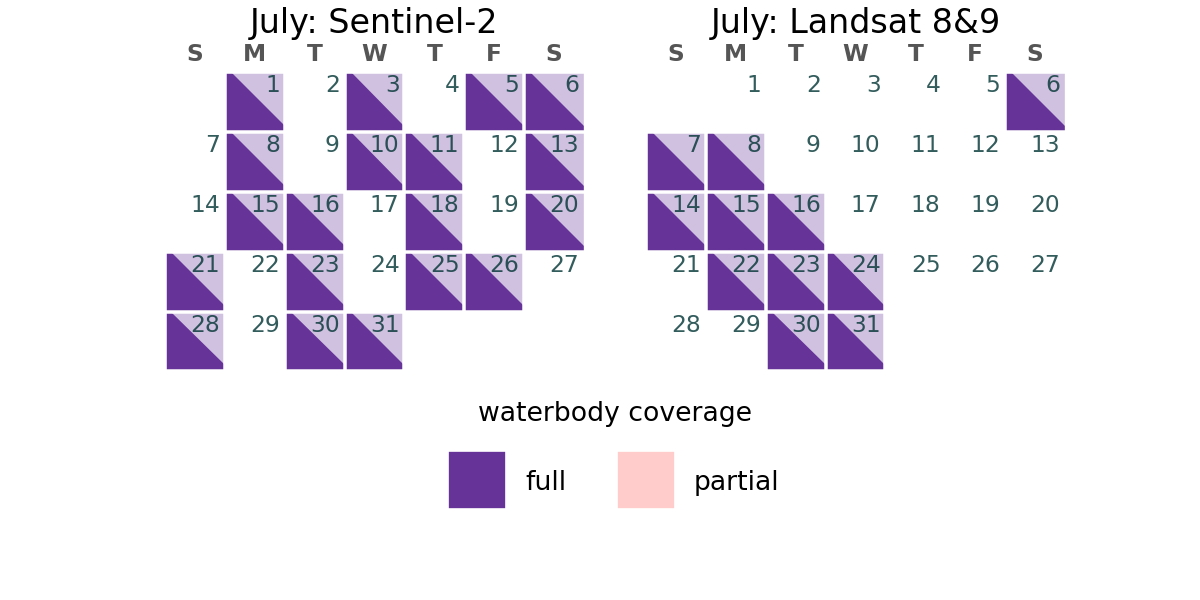 July: Sentinel-2
S M T W T F S
1 2 3 4 5 6
7 8 9 10 11 12 13
14 15 16 17 18 19 20
21 22 23 24 25 26 27
28 29 30 31
July: Landsat 8&9
S M T W T F S
1 2 3 4 5 6
7 8 9 10 11 12 13
14 15 16 17 18 19 20
21 22 23 24 25 26 27
28 29 30 31
waterbody coverage
full partial